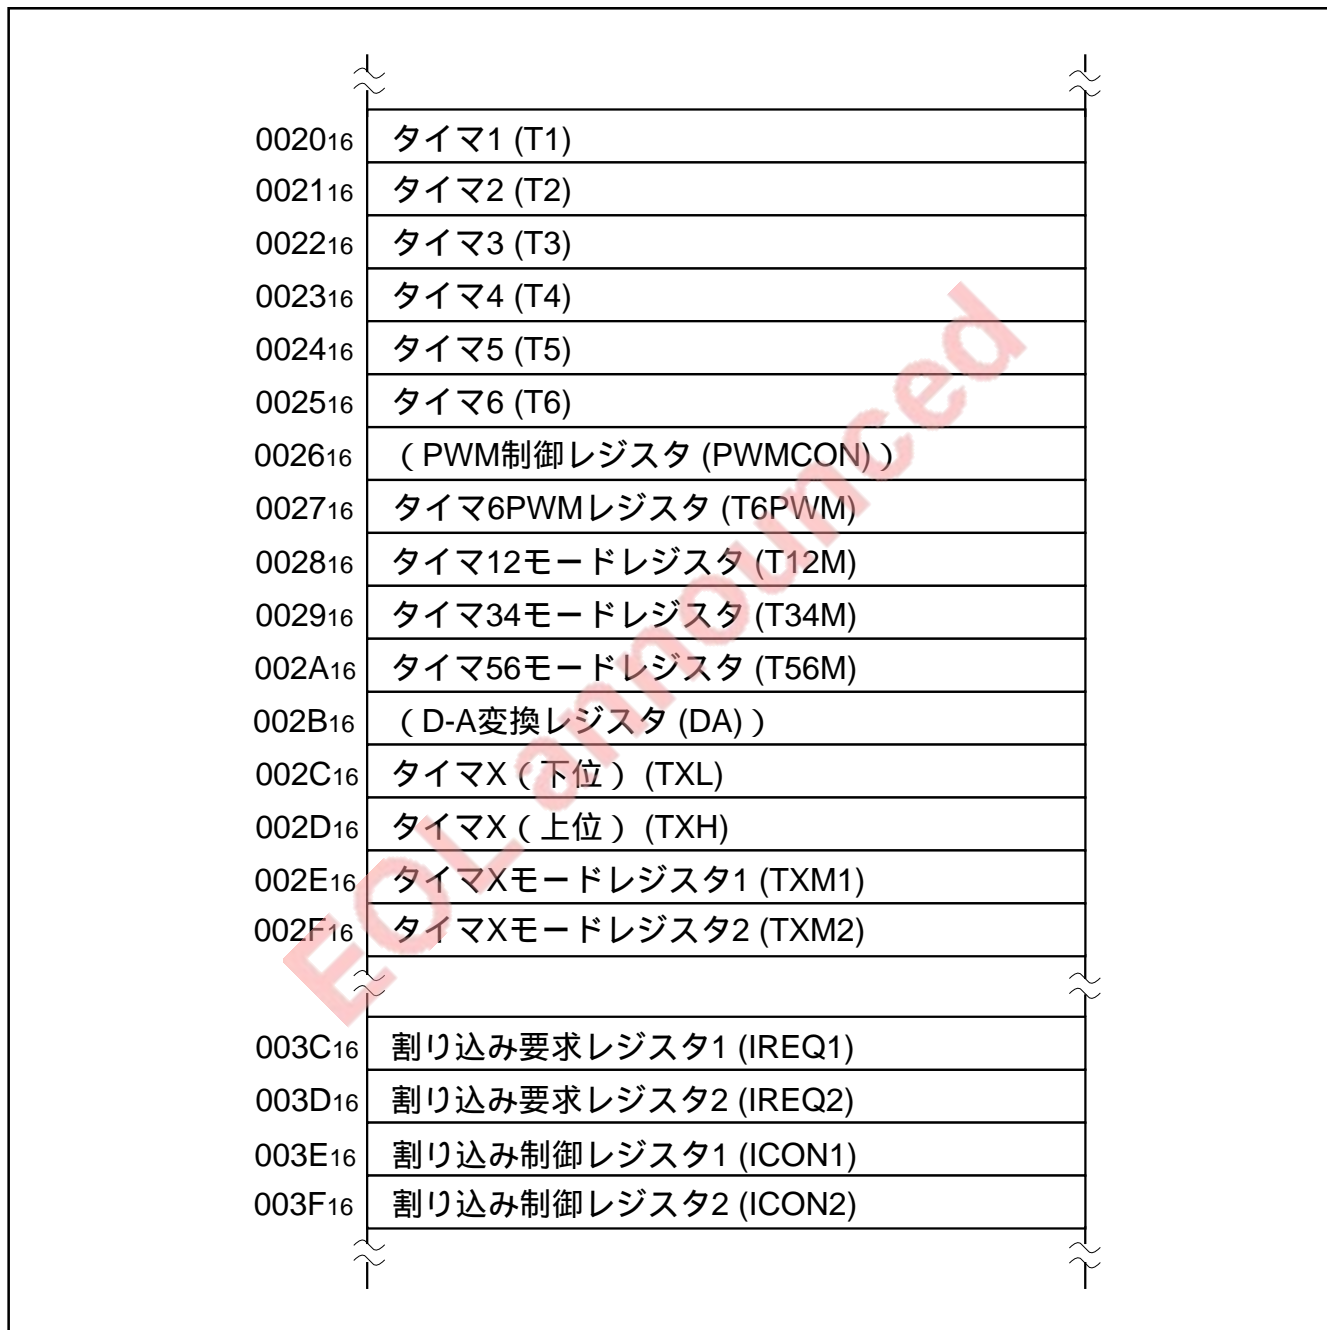 0020₁₆ タイマ1 (T1)
0021₁₆ タイマ2 (T2)
0022₁₆ タイマ3 (T3)
0023₁₆ タイマ4 (T4)
0024₁₆ タイマ5 (T5)
0025₁₆ タイマ6 (T6)
0026₁₆ （PWM制御レジスタ (PWMCON)）
0027₁₆ タイマ6PWMレジスタ (T6PWM)
0028₁₆ タイマ12モードレジスタ (T12M)
0029₁₆ タイマ34モードレジスタ (T34M)
002A₁₆ タイマ56モードレジスタ (T56M)
002B₁₆ （D-A変換レジスタ (DA)）
002C₁₆ タイマX（下位） (TXL)
002D₁₆ タイマX（上位） (TXH)
002E₁₆ タイマXモードレジスタ1 (TXM1)
002F₁₆ タイマXモードレジスタ2 (TXM2)
003C₁₆ 割り込み要求レジスタ1 (IREQ1)
003D₁₆ 割り込み要求レジスタ2 (IREQ2)
003E₁₆ 割り込み制御レジスタ1 (ICON1)
003F₁₆ 割り込み制御レジスタ2 (ICON2)
EOL announced